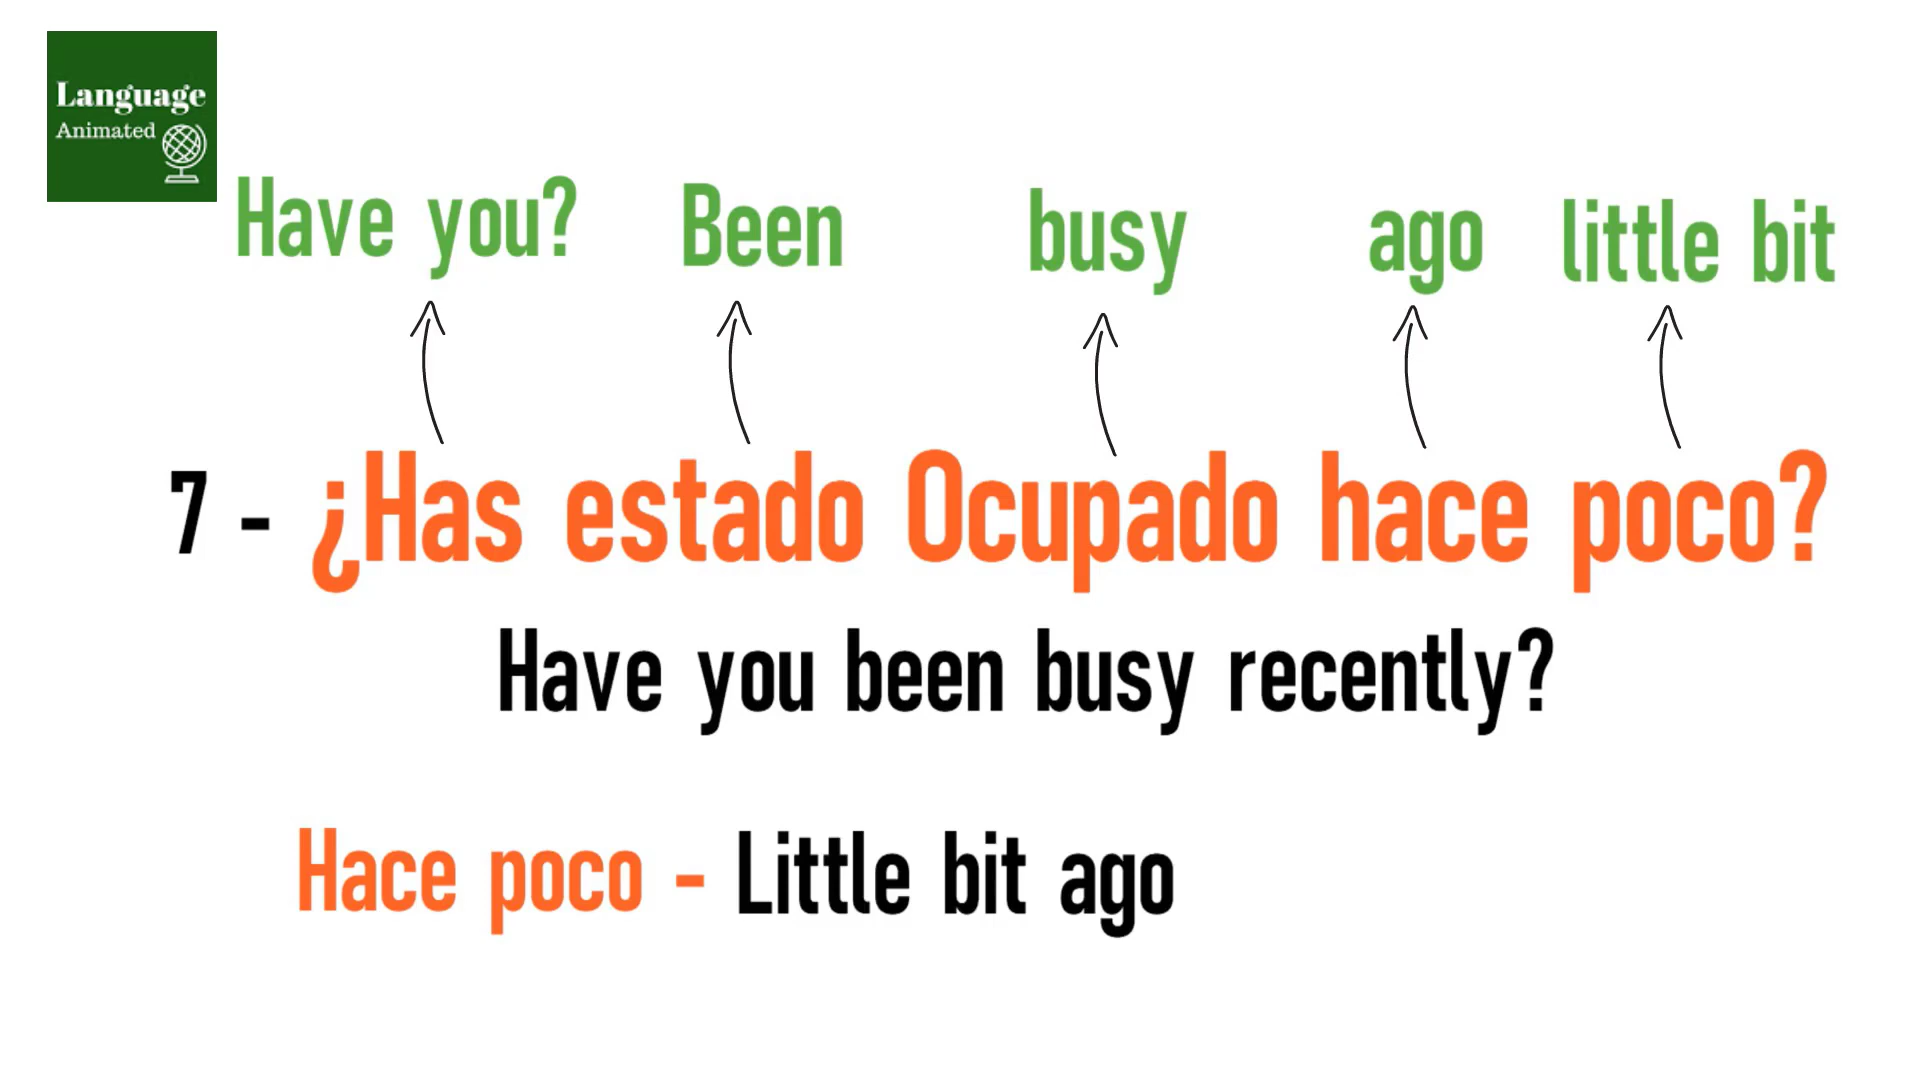 Language
Animated
Have you? Been busy ago little bit
7 - ¿Has estado Ocupado hace poco?
Have you been busy recently?
Hace poco - Little bit ago